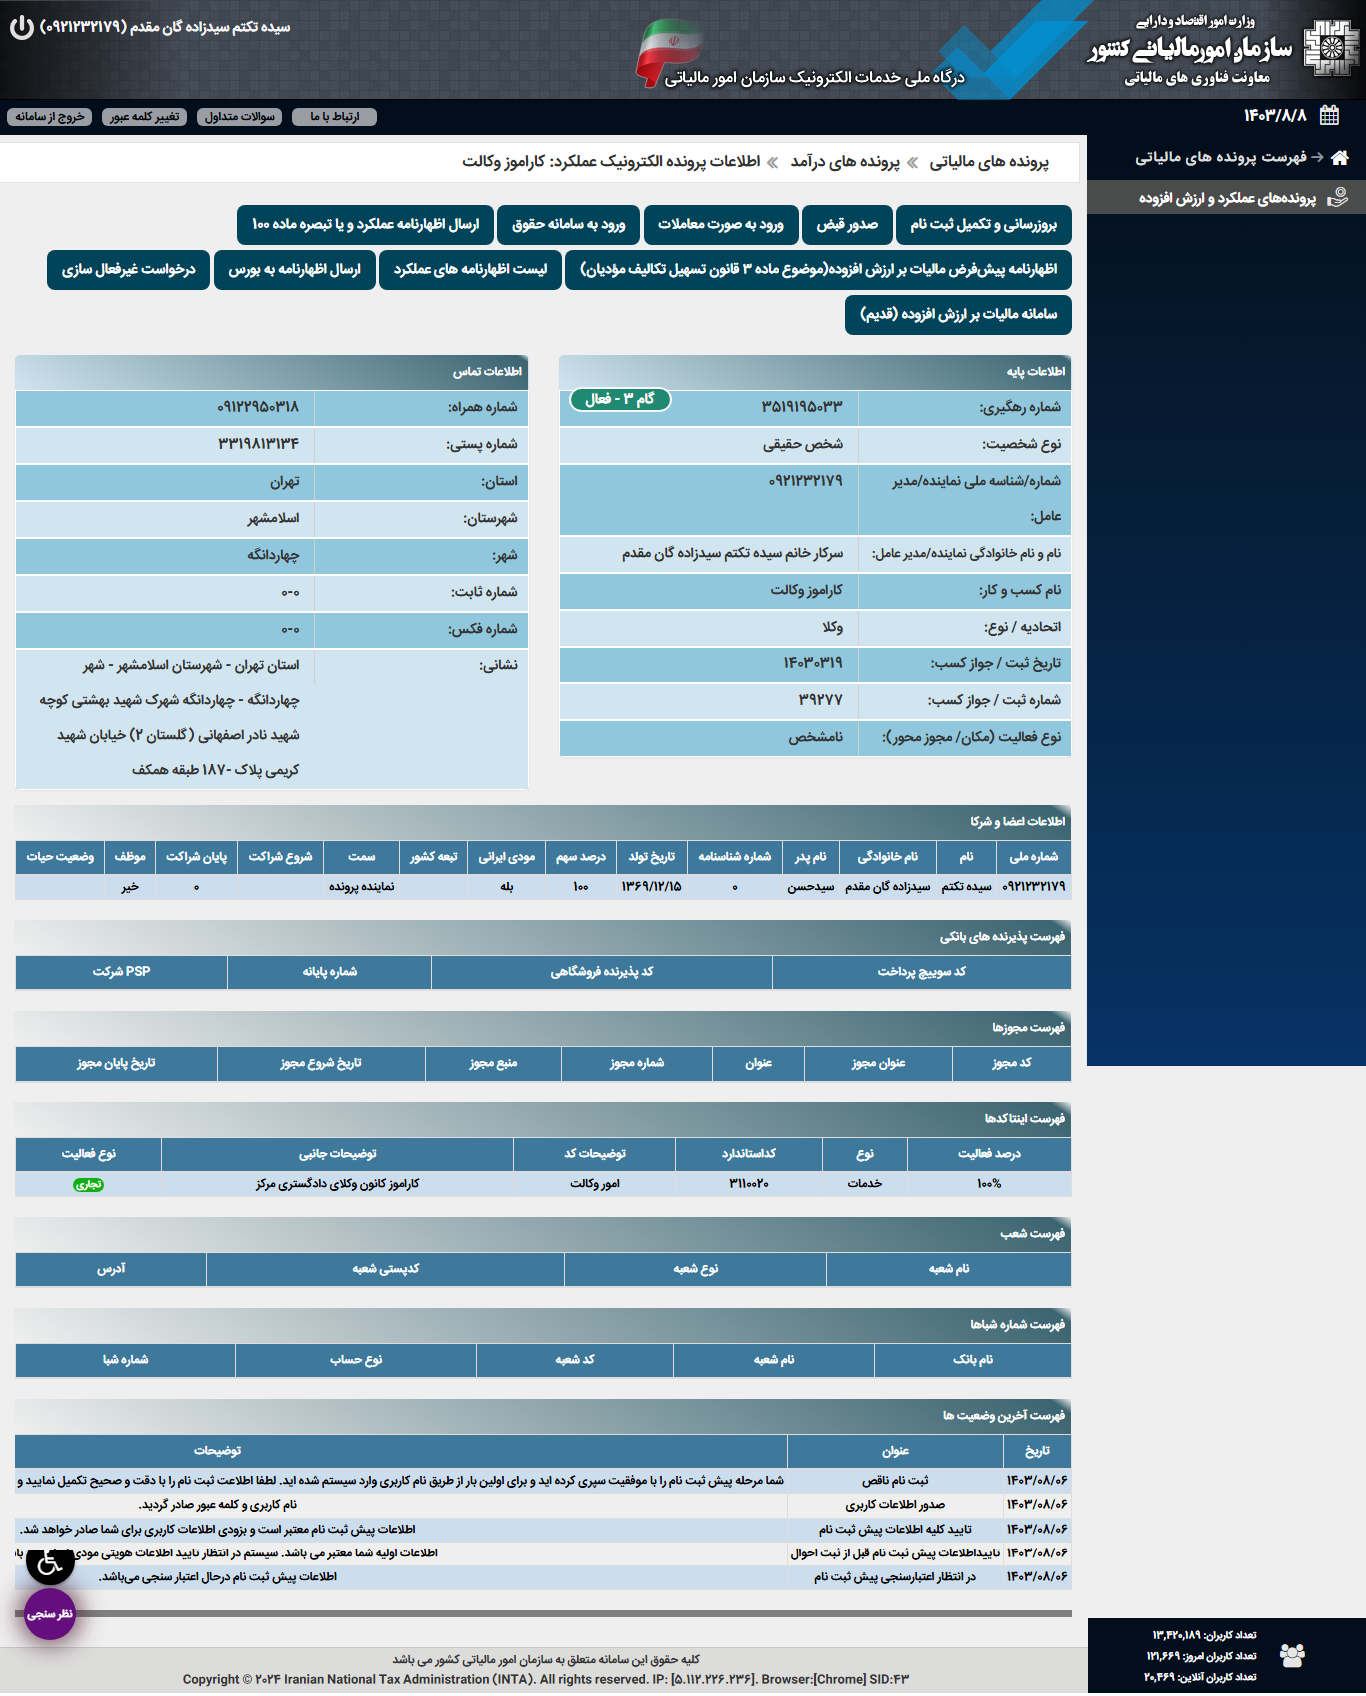 وزارت امور اقتصاد و دارایی
سازمان امور مالیاتی کشور
معاونت فناوری های مالیاتی
درگاه ملی خدمات الکترونیک سازمان امور مالیاتی
سیده تکتم سیدزاده گان مقدم (۰۹۲۱۲۳۲۱۷۹)
۱۴۰۳/۸/۸
ارتباط با ما
سوالات متداول
تغییر کلمه عبور
خروج از سامانه
فهرست پرونده های مالیاتی
پرونده‌های عملکرد و ارزش افزوده
پرونده های مالیاتی » پرونده های درآمد » اطلاعات پرونده الکترونیک عملکرد: کاراموز وکالت
بروزرسانی و تکمیل ثبت نام
صدور قبض
ورود به صورت معاملات
ورود به سامانه حقوق
ارسال اظهارنامه عملکرد و یا تبصره ماده ۱۰۰
اظهارنامه پیش‌فرض مالیات بر ارزش افزوده(موضوع ماده ۳ قانون تسهیل تکالیف مؤدیان)
لیست اظهارنامه های عملکرد
ارسال اظهارنامه به بورس
درخواست غیرفعال سازی
سامانه مالیات بر ارزش افزوده (قدیم)
اطلاعات پایه
گام ۳ - فعال
شماره رهگیری: ۳۵۱۹۱۹۵۰۳۳
نوع شخصیت: شخص حقیقی
شماره/شناسه ملی نماینده/مدیر ۰۹۲۱۲۳۲۱۷۹
عامل:
نام و نام خانوادگی نماینده/مدیر عامل: سرکار خانم سیده تکتم سیدزاده گان مقدم
نام کسب و کار: کاراموز وکالت
اتحادیه / نوع: وکلا
تاریخ ثبت / جواز کسب: ۱۴۰۳۰۳۱۹
شماره ثبت / جواز کسب: ۳۹۲۷۷
نوع فعالیت (مکان/ مجوز محور): نامشخص
اطلاعات تماس
شماره همراه: ۰۹۱۲۲۹۵۰۳۱۸
شماره پستی: ۳۳۱۹۸۱۳۱۳۴
استان: تهران
شهرستان: اسلامشهر
شهر: چهاردانگه
شماره ثابت: ۰-۰
شماره فکس: ۰-۰
نشانی: استان تهران - شهرستان اسلامشهر - شهر
چهاردانگه - چهاردانگه شهرک شهید بهشتی کوچه
شهید نادر اصفهانی (گلستان ۲) خیابان شهید
کریمی پلاک -۱۸۷ طبقه همکف
اطلاعات اعضا و شرکا
شماره ملی نام نام خانوادگی نام پدر شماره شناسنامه تاریخ تولد درصد سهم مودی ایرانی تبعه کشور سمت شروع شراکت پایان شراکت موظف وضعیت حیات
۰۹۲۱۲۳۲۱۷۹ سیده تکتم سیدزاده گان مقدم سیدحسن ۰ ۱۳۶۹/۱۲/۱۵ ۱۰۰ بله نماینده پرونده ۰ خیر
فهرست پذیرنده های بانکی
کد سوییچ پرداخت کد پذیرنده فروشگاهی شماره پایانه شرکت PSP
فهرست مجوزها
کد مجوز عنوان مجوز عنوان شماره مجوز منبع مجوز تاریخ شروع مجوز تاریخ پایان مجوز
فهرست اینتاکدها
درصد فعالیت نوع کداستاندارد توضیحات کد توضیحات جانبی نوع فعالیت
۱۰۰% خدمات ۳۱۱۰۰۲۰ امور وکالت کاراموز کانون وکلای دادگستری مرکز تجاری
فهرست شعب
نام شعبه نوع شعبه کدپستی شعبه آدرس
فهرست شماره شباها
نام بانک نام شعبه کد شعبه نوع حساب شماره شبا
فهرست آخرین وضعیت ها
تاریخ عنوان توضیحات
۱۴۰۳/۰۸/۰۶ ثبت نام ناقص شما مرحله پیش ثبت نام را با موفقیت سپری کرده اید و برای اولین بار از طریق نام کاربری وارد سیستم شده اید. لطفا اطلاعت ثبت نام را با دقت و صحیح تکمیل نمایید و
۱۴۰۳/۰۸/۰۶ صدور اطلاعات کاربری نام کاربری و کلمه عبور صادر گردید.
۱۴۰۳/۰۸/۰۶ تایید کلیه اطلاعات پیش ثبت نام اطلاعات پیش ثبت نام معتبر است و بزودی اطلاعات کاربری برای شما صادر خواهد شد.
۱۴۰۳/۰۸/۰۶ تاییداطلاعات پیش ثبت نام قبل از ثبت احوال اطلاعات اولیه شما معتبر می باشد. سیستم در انتظار تایید اطلاعات هویتی مودی
۱۴۰۳/۰۸/۰۶ در انتظار اعتبارسنجی پیش ثبت نام اطلاعات پیش ثبت نام درحال اعتبار سنجی می‌باشد.
نظر سنجی
تعداد کاربران: ۱۳,۴۲۰,۱۸۹
تعداد کاربران امروز: ۱۲۱,۶۶۹
تعداد کاربران آنلاین: ۲۰,۴۶۹
کلیه حقوق این سامانه متعلق به سازمان امور مالیاتی کشور می باشد
Copyright © ۲۰۲۴ Iranian National Tax Administration (INTA). All rights reserved. IP: [۵.۱۱۲.۲۲۶.۲۳۶]. Browser:[Chrome] SID:۴۳